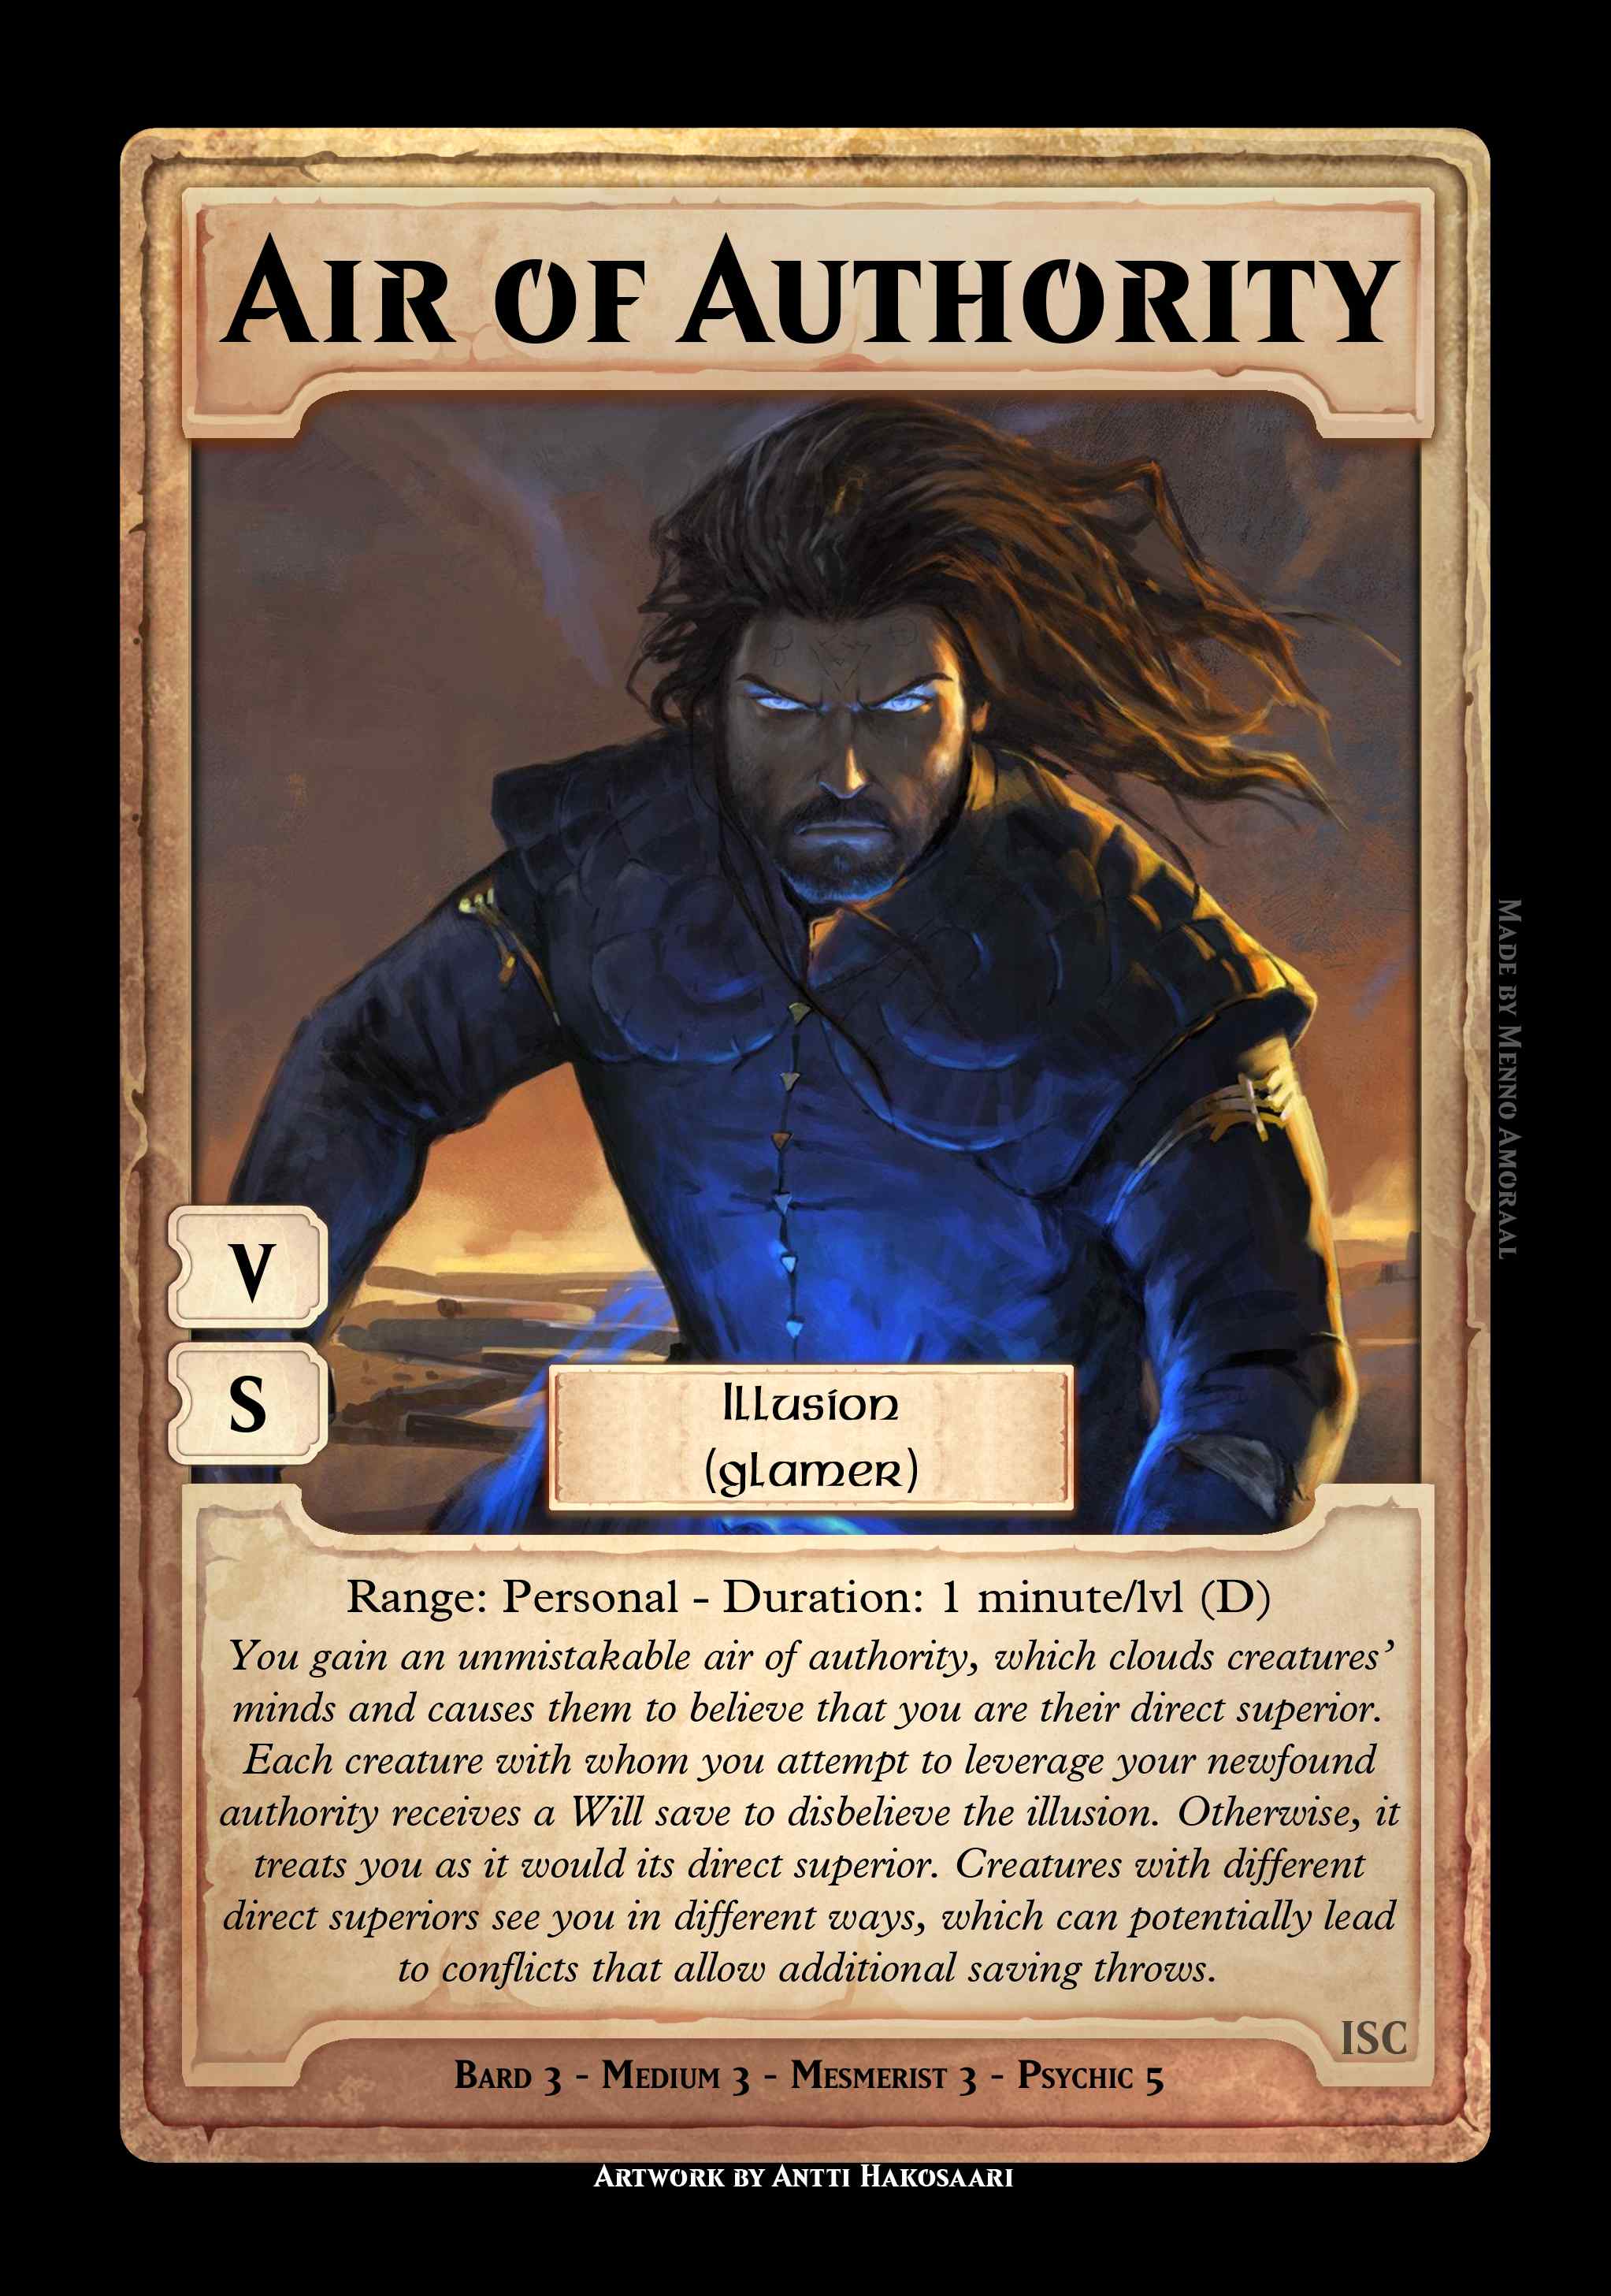 Air of Authority
V
S
Illusion
(glamer)
Range: Personal - Duration: 1 minute/lvl (D)
You gain an unmistakable air of authority, which clouds creatures’
minds and causes them to believe that you are their direct superior.
Each creature with whom you attempt to leverage your newfound
authority receives a Will save to disbelieve the illusion. Otherwise, it
treats you as it would its direct superior. Creatures with different
direct superiors see you in different ways, which can potentially lead
to conflicts that allow additional saving throws.
ISC
Bard 3 - Medium 3 - Mesmerist 3 - Psychic 5
Artwork by Antti Hakosaari
Made by Menno Amoraal